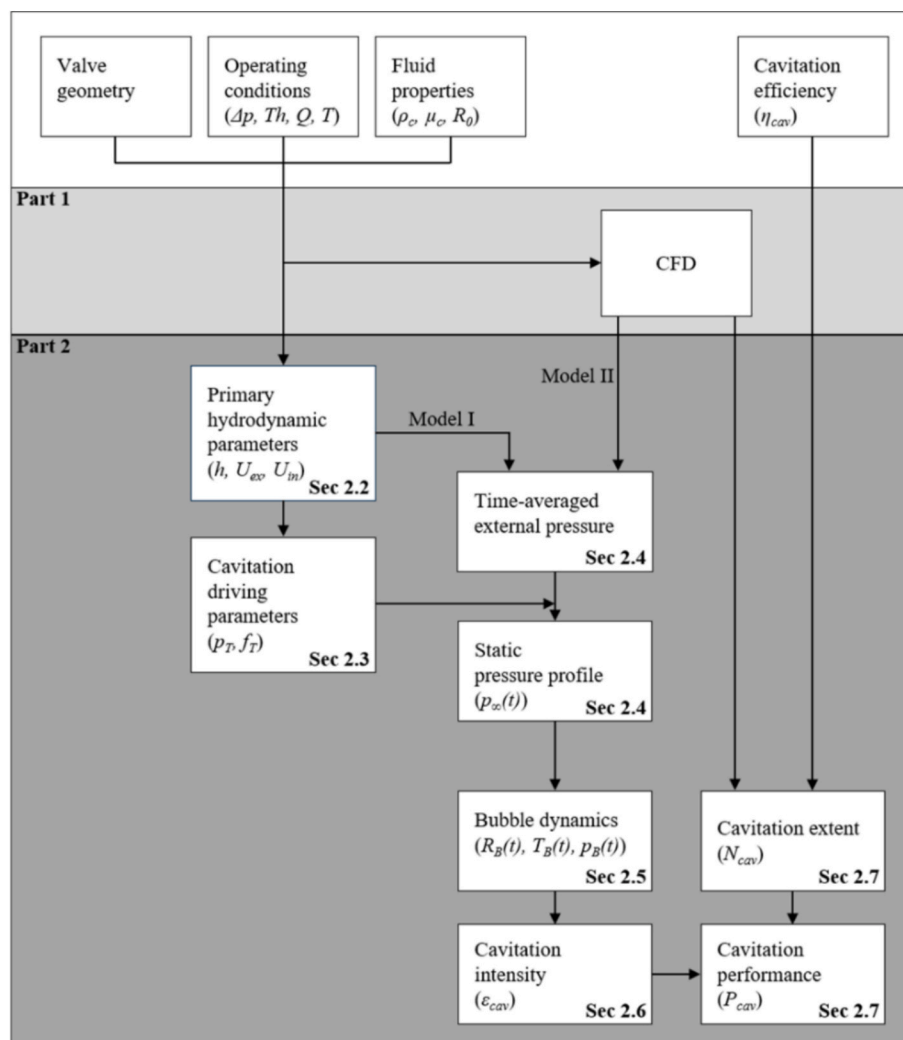 Valve
geometry
Operating
conditions
(Δp, Th, Q, T)
Fluid
properties
(ρc, μc, R0)
Cavitation
efficiency
(ηcav)
Part 1
CFD
Part 2
Model II
Primary
hydrodynamic
parameters
(h, Uex, Uin)
Sec 2.2
Model I
Time-averaged
external pressure
Sec 2.4
Cavitation
driving
parameters
(pT, fT)
Sec 2.3
Static
pressure profile
(p∞(t))
Sec 2.4
Bubble dynamics
(RB(t), TB(t), pB(t))
Sec 2.5
Cavitation extent
(Ncav)
Sec 2.7
Cavitation
intensity
(εcav)
Sec 2.6
Cavitation
performance
(Pcav)
Sec 2.7